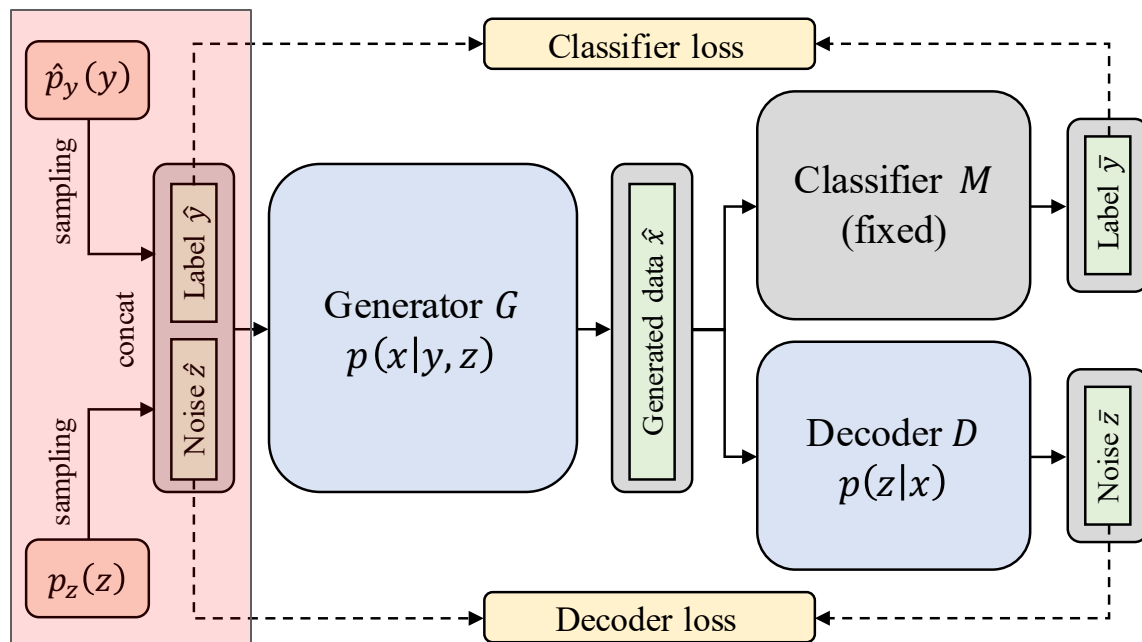 Classifier loss
p̂_y(y)
sampling
Label ŷ
concat
Noise ẑ
sampling
p_z(z)
Generator G
p(x|y, z)
Generated data x̂
Classifier M
(fixed)
Label ȳ
Decoder D
p(z|x)
Noise z̄
Decoder loss